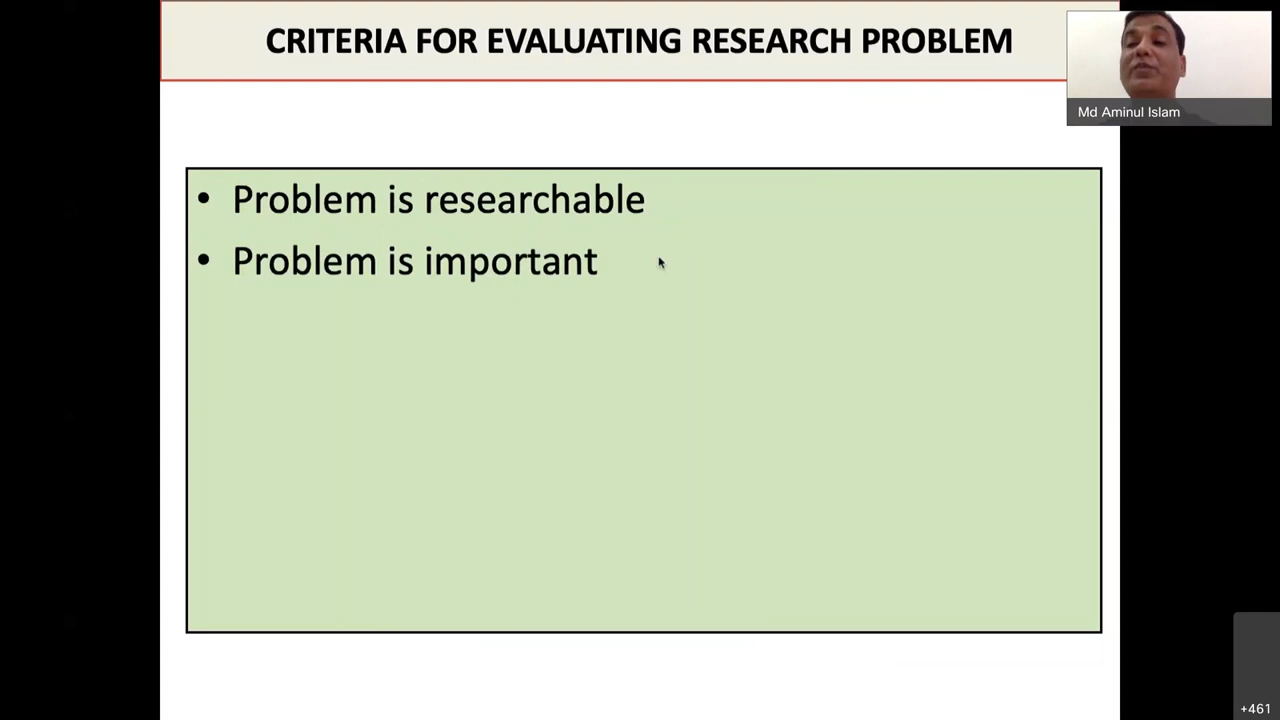 CRITERIA FOR EVALUATING RESEARCH PROBLEM
Md Aminul Islam
• Problem is researchable
• Problem is important
+461